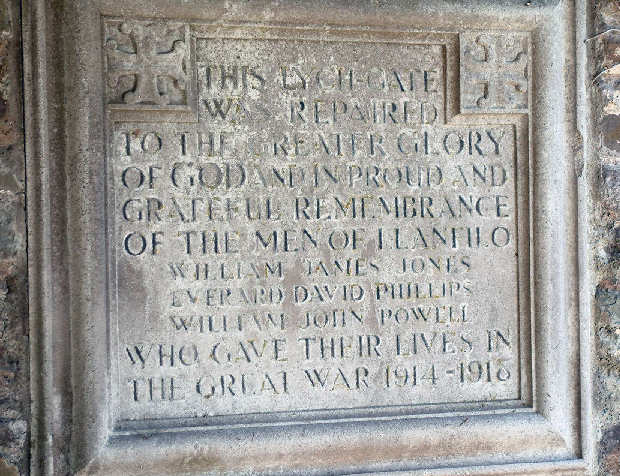 THIS LYCH-GATE
WAS REPAIRED
TO THE GREATER GLORY
OF GOD AND IN PROUD AND
GRATEFUL REMEMBRANCE
OF THE MEN OF LLANFILO
WILLIAM JAMES JONES
EVERARD DAVID PHILLIPS
WILLIAM JOHN POWELL
WHO GAVE THEIR LIVES IN
THE GREAT WAR 1914-1918